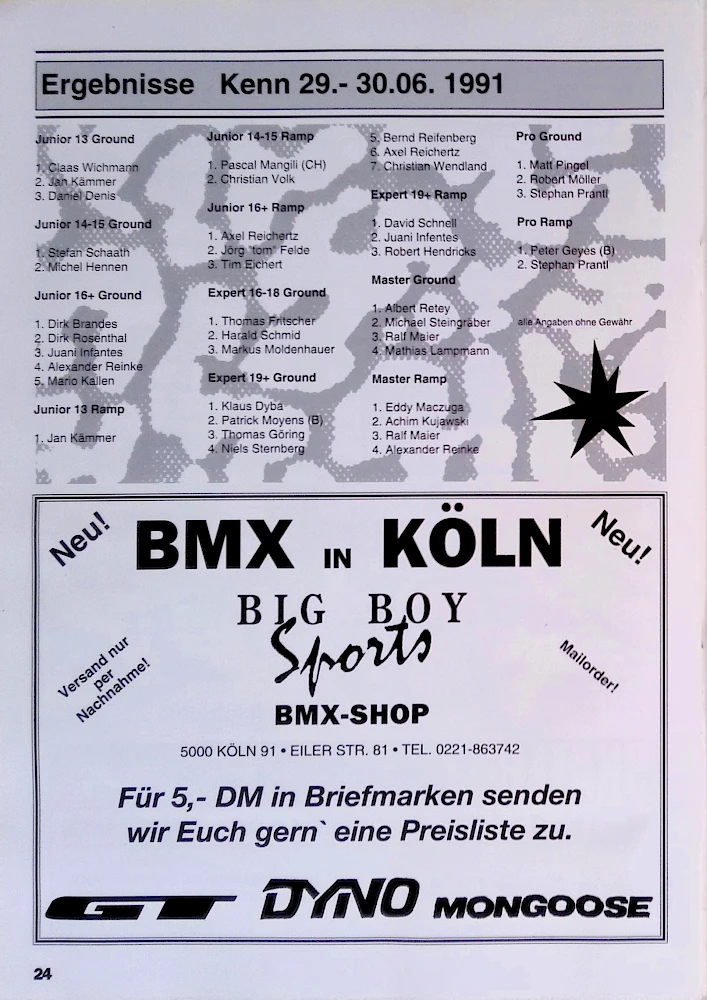 Ergebnisse Kenn 29.- 30.06. 1991
Junior 13 Ground
1. Claas Wichmann
2. Jan Kämmer
3. Daniel Denis
Junior 14-15 Ground
1. Stefan Schaath
2. Michel Hennen
Junior 16+ Ground
1. Dirk Brandes
2. Dirk Rosenthal
3. Juani Infantes
4. Alexander Reinke
5. Mario Kallen
Junior 13 Ramp
1. Jan Kämmer
Junior 14-15 Ramp
1. Pascal Mangili (CH)
2. Christian Volk
Junior 16+ Ramp
1. Axel Reichertz
2. Jörg "tom" Felde
3. Tim Eichert
Expert 16-18 Ground
1. Thomas Fritscher
2. Harald Schmid
3. Markus Moldenhauer
Expert 19+ Ground
1. Klaus Dyba
2. Patrick Moyens (B)
3. Thomas Göring
4. Niels Sternberg
5. Bernd Reifenberg
6. Axel Reichertz
7. Christian Wendland
Expert 19+ Ramp
1. David Schnell
2. Juani Infentes
3. Robert Hendricks
Master Ground
1. Albert Retey
2. Michael Steingräber
3. Ralf Maier
4. Mathias Lampmann
Master Ramp
1. Eddy Maczuga
2. Achim Kujawski
3. Ralf Maier
4. Alexander Reinke
Pro Ground
1. Matt Pingel
2. Robert Möller
3. Stephan Prantl
Pro Ramp
1. Peter Geyes (B)
2. Stephan Prantl
alle Angaben ohne Gewähr
Neu!
BMX IN KÖLN
Neu!
BIG BOY
Sports
Versand nur
per
Nachnahme!
Mailorder!
BMX-SHOP
5000 KÖLN 91 • EILER STR. 81 • TEL. 0221-863742
Für 5,- DM in Briefmarken senden
wir Euch gern` eine Preisliste zu.
GT DYNO MONGOOSE
24